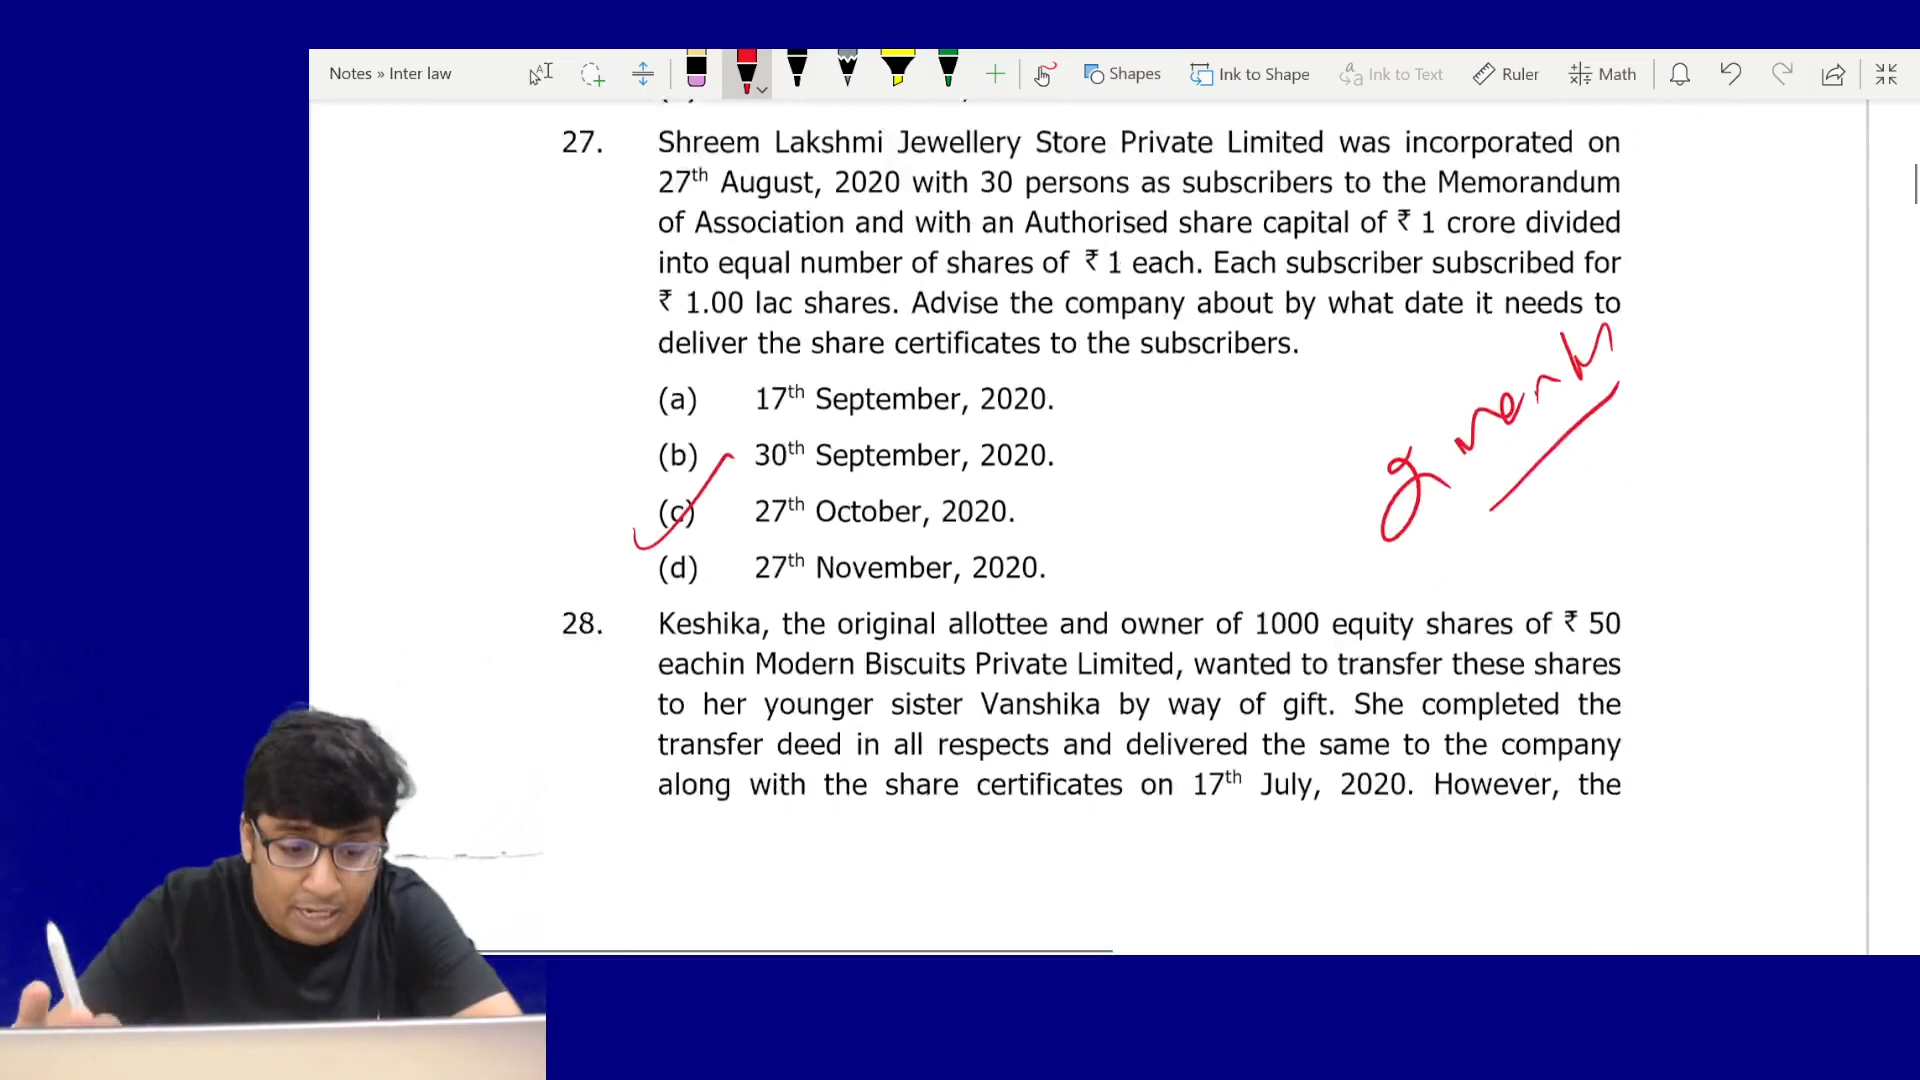 Notes » Inter law
Shapes
Ink to Shape
Ink to Text
Ruler
Math
27. Shreem Lakshmi Jewellery Store Private Limited was incorporated on
27th August, 2020 with 30 persons as subscribers to the Memorandum
of Association and with an Authorised share capital of ₹ 1 crore divided
into equal number of shares of ₹ 1 each. Each subscriber subscribed for
₹ 1.00 lac shares. Advise the company about by what date it needs to
deliver the share certificates to the subscribers.
(a) 17th September, 2020.
(b) 30th September, 2020.
(c) 27th October, 2020.
(d) 27th November, 2020.
28. Keshika, the original allottee and owner of 1000 equity shares of ₹ 50
eachin Modern Biscuits Private Limited, wanted to transfer these shares
to her younger sister Vanshika by way of gift. She completed the
transfer deed in all respects and delivered the same to the company
along with the share certificates on 17th July, 2020. However, the